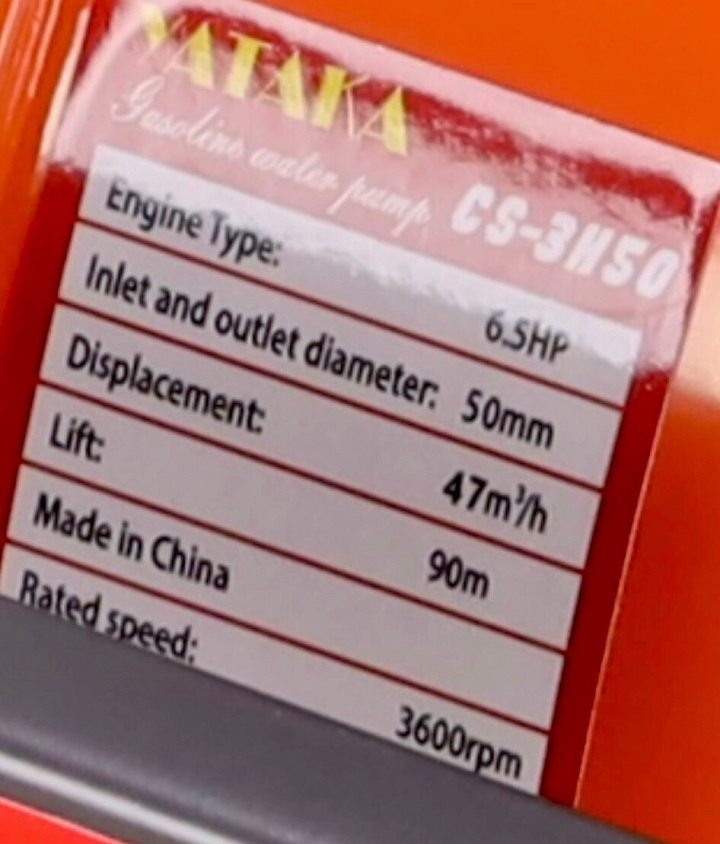 YATAKA
Gasoline water pump CS-3H50
Engine Type: 6.5HP
Inlet and outlet diameter: 50mm
Displacement: 47m³/h
Lift: 90m
Made in China
Rated speed: 3600rpm